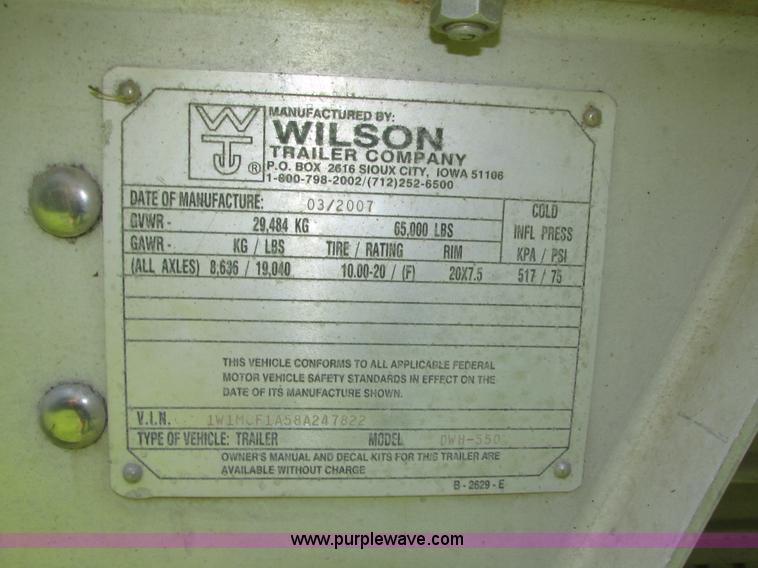 MANUFACTURED BY:
WILSON
TRAILER COMPANY
® P.O. BOX 2616 SIOUX CITY, IOWA 51106
1-800-798-2002/(712)252-6500
DATE OF MANUFACTURE: 03/2007 COLD
GVWR - 29,484 KG 65,000 LBS INFL PRESS
GAWR - KG / LBS TIRE / RATING RIM KPA / PSI
(ALL AXLES) 8,636 / 19,040 10.00-20 / (F) 20X7.5 517 / 75
THIS VEHICLE CONFORMS TO ALL APPLICABLE FEDERAL
MOTOR VEHICLE SAFETY STANDARDS IN EFFECT ON THE
DATE OF ITS MANUFACTURE SHOWN.
V.I.N. 1W1MCF1A58A247822
TYPE OF VEHICLE: TRAILER MODEL DWH-550
OWNER'S MANUAL AND DECAL KITS FOR THIS TRAILER ARE
AVAILABLE WITHOUT CHARGE
B - 2629 - E
www.purplewave.com